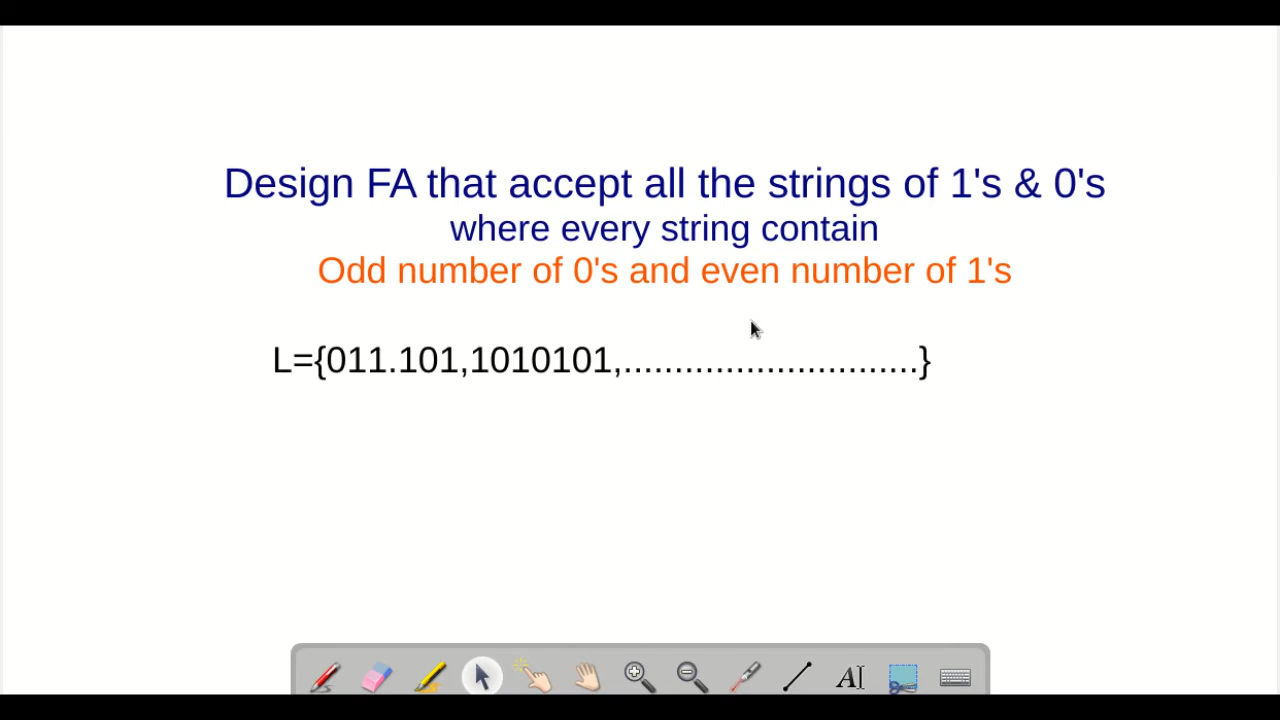 Design FA that accept all the strings of 1's & 0's
where every string contain
Odd number of 0's and even number of 1's
L={011.101,1010101,.............................}
AI